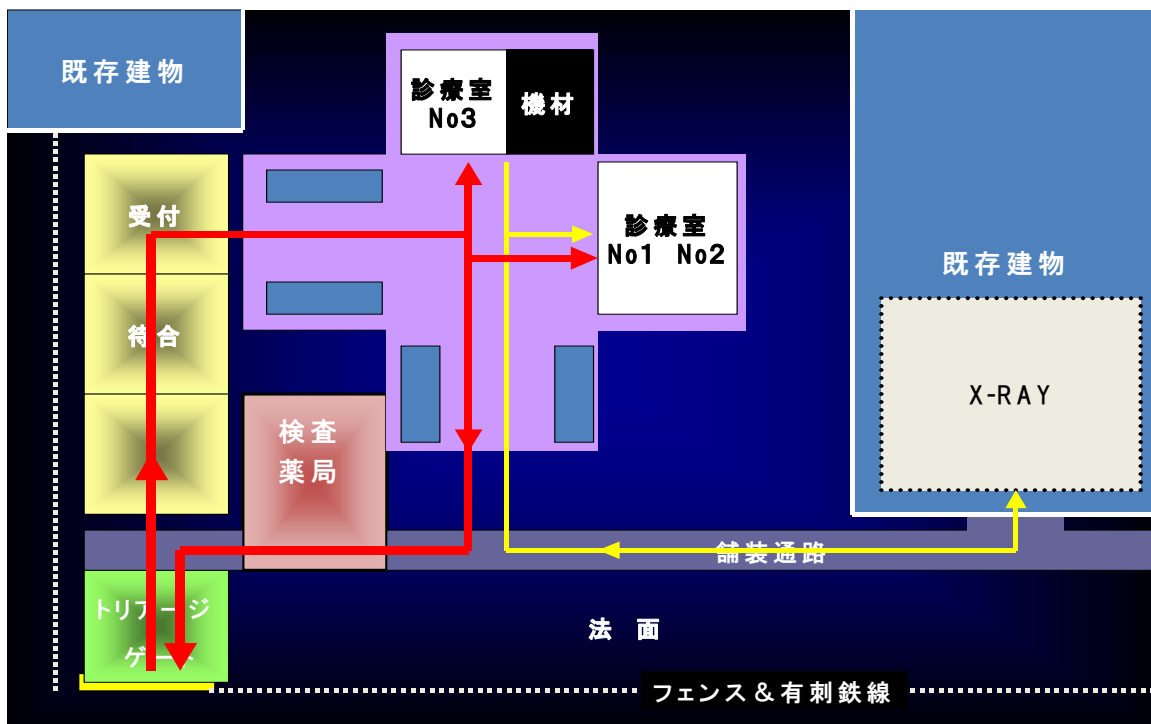 既存建物
診療室
No3
機材
受付
診療室
No1 No2
既存建物
待合
X-RAY
検査
薬局
舗装通路
トリアージ
ゲート
法 面
フェンス＆有刺鉄線